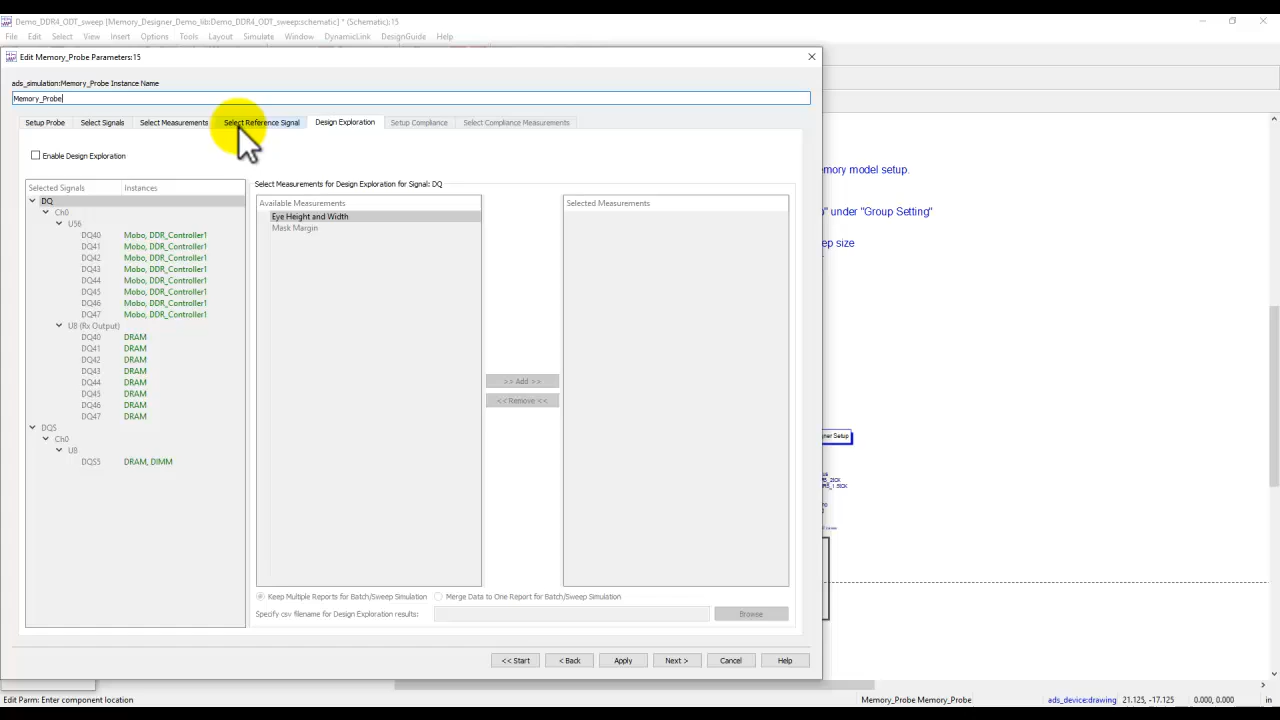 Demo_DDR4_ODT_sweep [Memory_Designer_Demo_lib:Demo_DDR4_ODT_sweep:schematic] * (Schematic):15
File Edit Select View Insert Options Tools Layout Simulate Window DynamicLink DesignGuide Help
Edit Memory_Probe Parameters:15
ads_simulation:Memory_Probe Instance Name
Memory_Probe
Setup Probe Select Signals Select Measurements Select Reference Signal Design Exploration Setup Compliance Select Compliance Measurements
Enable Design Exploration
emory model setup.
Selected Signals Instances
Select Measurements for Design Exploration for Signal: DQ
DQ
Available Measurements
Selected Measurements
Ch0
Eye Height and Width
" under "Group Setting"
U56
Mask Margin
DQ40 Mobo, DDR_Controller1
ep size
DQ41 Mobo, DDR_Controller1
DQ42 Mobo, DDR_Controller1
DQ43 Mobo, DDR_Controller1
DQ44 Mobo, DDR_Controller1
DQ45 Mobo, DDR_Controller1
DQ46 Mobo, DDR_Controller1
DQ47 Mobo, DDR_Controller1
U8 (Rx Output)
DQ40 DRAM
DQ41 DRAM
DQ42 DRAM
DQ43 DRAM
DQ44 DRAM
>> Add >>
DQ45 DRAM
<< Remove <<
DQ46 DRAM
DQ47 DRAM
DQS
Ch0
ner Setup
U8
DQS5 DRAM, DIMM
Keep Multiple Reports for Batch/Sweep Simulation Merge Data to One Report for Batch/Sweep Simulation
Specify csv filename for Design Exploration results: Browse
<< Start < Back Apply Next > Cancel Help
Edit Parm: Enter component location Memory_Probe Memory_Probe ads_device:drawing 21.125, -17.125 0.000, 0.000 in